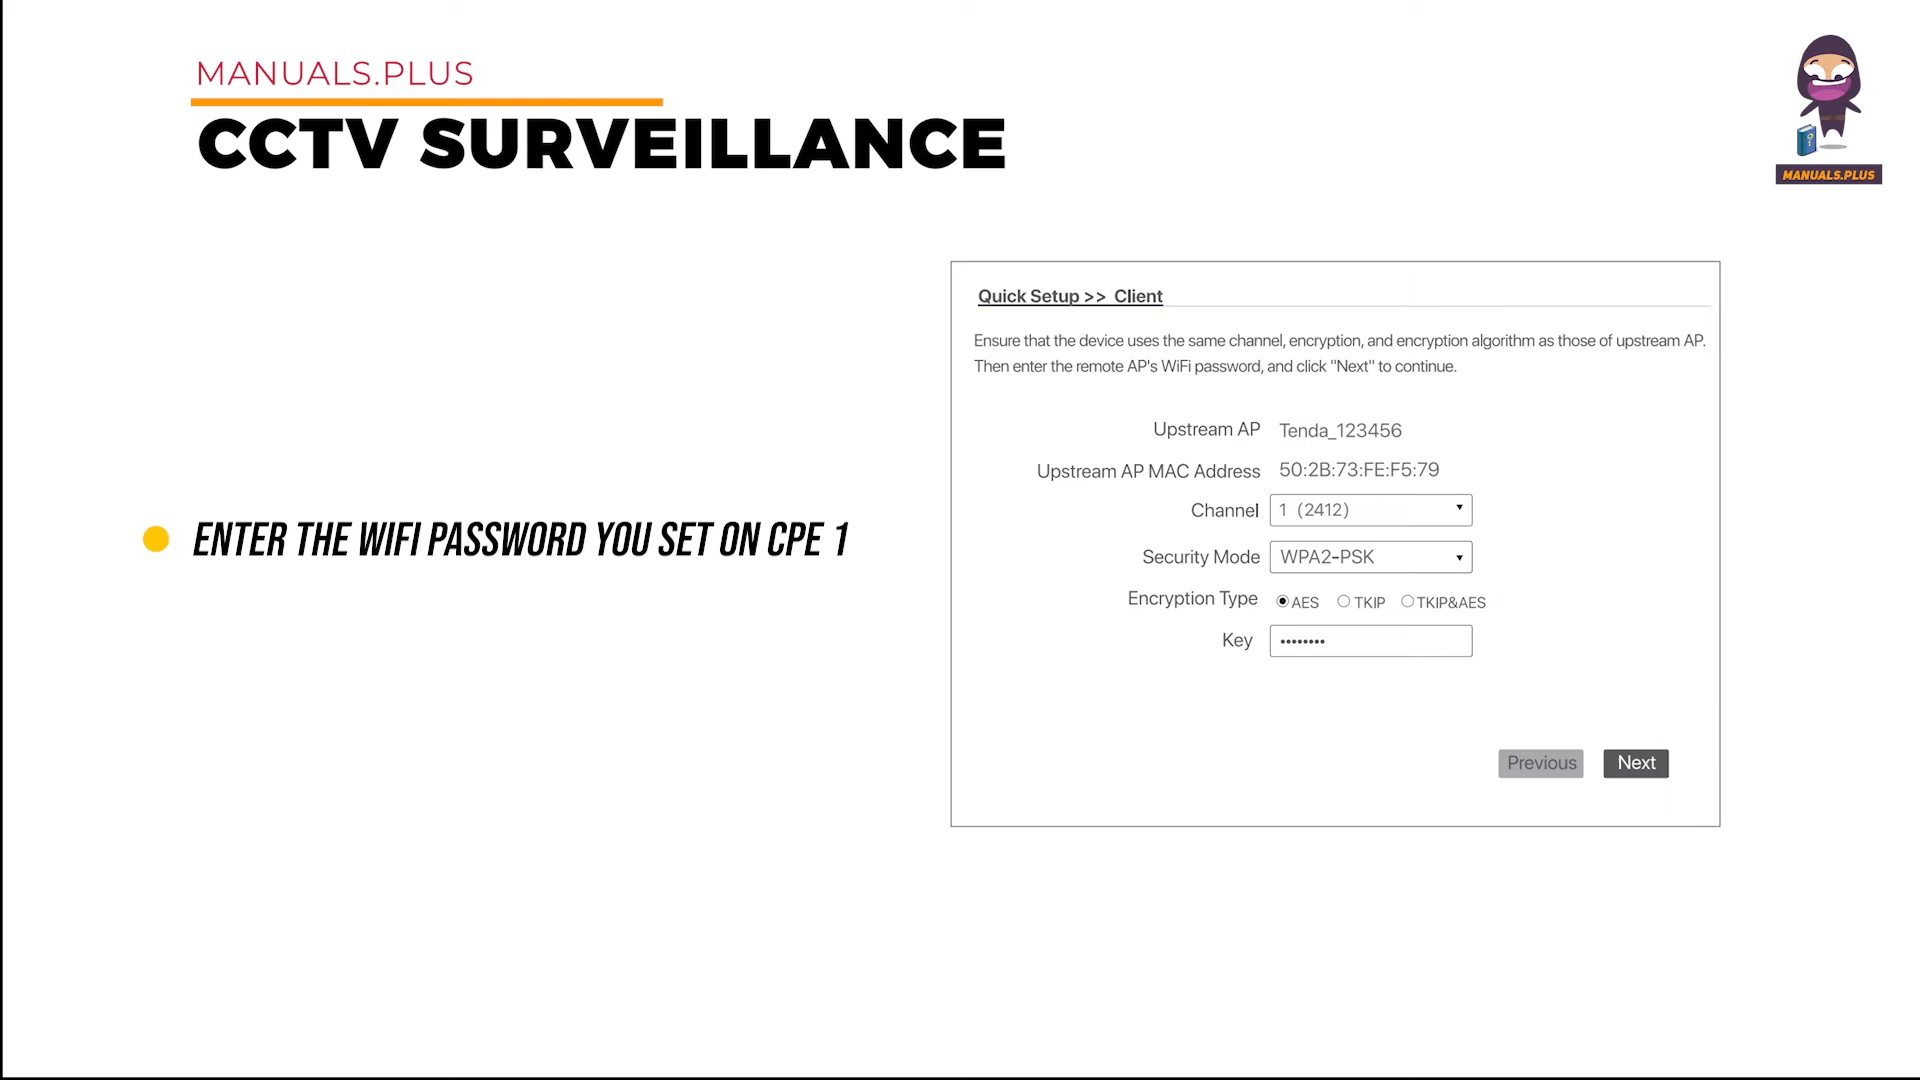 MANUALS.PLUS
CCTV SURVEILLANCE
MANUALS.PLUS
ENTER THE WIFI PASSWORD YOU SET ON CPE 1
Quick Setup >> Client
Ensure that the device uses the same channel, encryption, and encryption algorithm as those of upstream AP.
Then enter the remote AP's WiFi password, and click "Next" to continue.
Upstream AP Tenda_123456
Upstream AP MAC Address 50:2B:73:FE:F5:79
Channel 1 (2412)
Security Mode WPA2-PSK
Encryption Type AES TKIP TKIP&AES
Key ••••••••
Previous Next